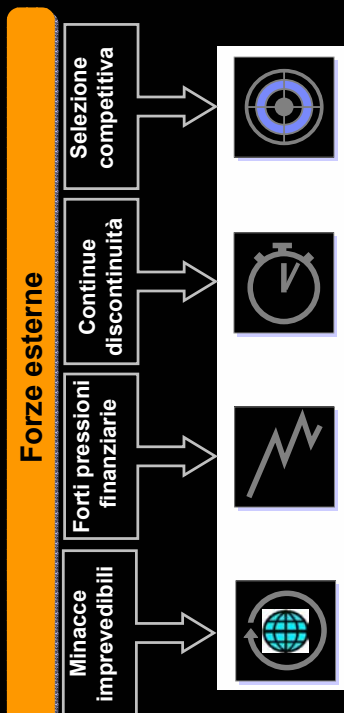 Forze esterne
Selezione
competitiva
Continue
discontinuità
Forti pressioni
finanziarie
Minacce
imprevedibili